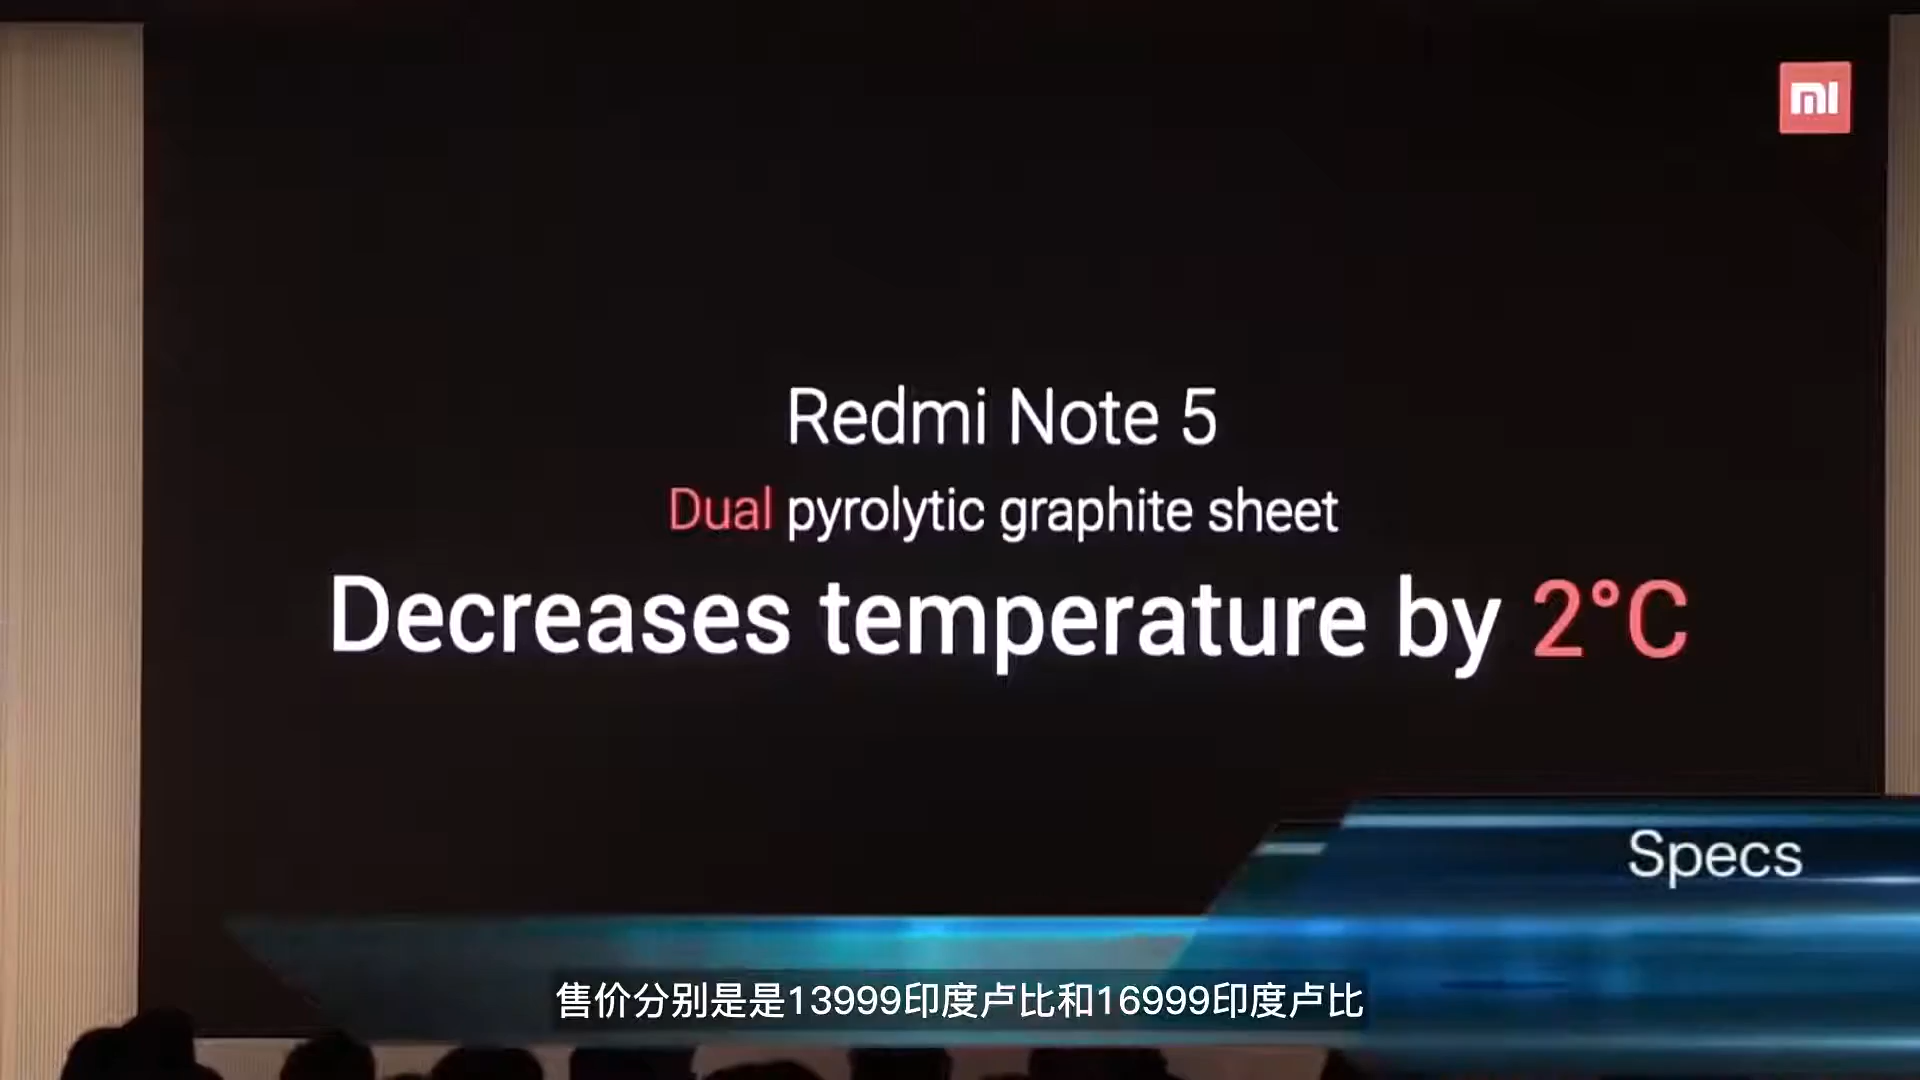 mi
Redmi Note 5
Dual pyrolytic graphite sheet
Decreases temperature by 2°C
Specs
售价分别是是13999印度卢比和16999印度卢比